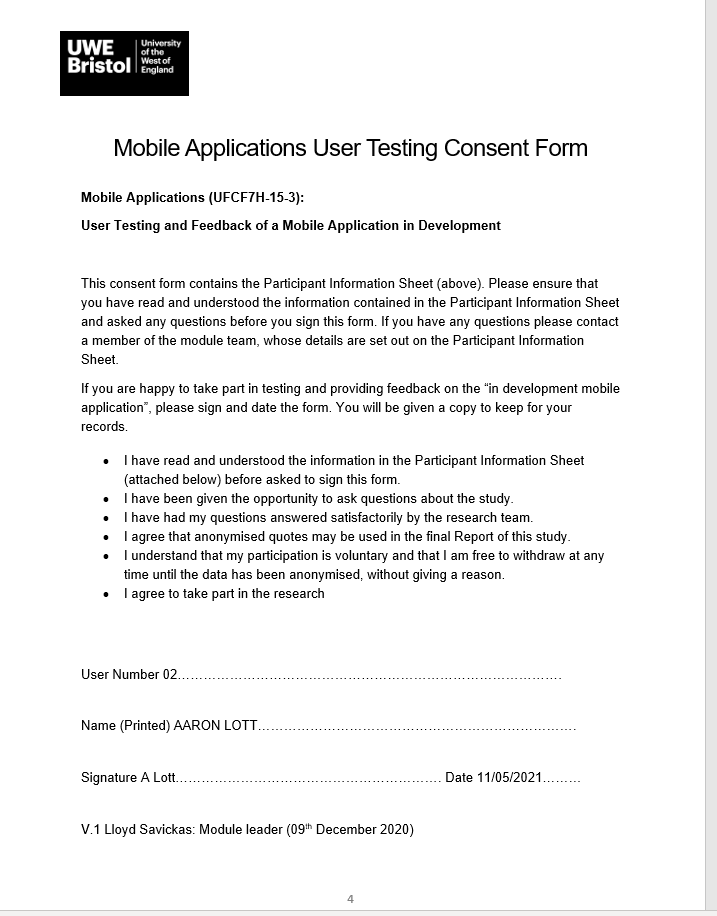 UWE
Bristol
University
of the
West of
England
Mobile Applications User Testing Consent Form
Mobile Applications (UFCF7H-15-3):
User Testing and Feedback of a Mobile Application in Development
This consent form contains the Participant Information Sheet (above). Please ensure that
you have read and understood the information contained in the Participant Information Sheet
and asked any questions before you sign this form. If you have any questions please contact
a member of the module team, whose details are set out on the Participant Information
Sheet.
If you are happy to take part in testing and providing feedback on the “in development mobile
application”, please sign and date the form. You will be given a copy to keep for your
records.
• I have read and understood the information in the Participant Information Sheet
(attached below) before asked to sign this form.
• I have been given the opportunity to ask questions about the study.
• I have had my questions answered satisfactorily by the research team.
• I agree that anonymised quotes may be used in the final Report of this study.
• I understand that my participation is voluntary and that I am free to withdraw at any
time until the data has been anonymised, without giving a reason.
• I agree to take part in the research
User Number 02…………………………………………………………………………….
Name (Printed) AARON LOTT……………………………………………………………….
Signature A Lott……………………………………………………. Date 11/05/2021………
V.1 Lloyd Savickas: Module leader (09th December 2020)
4